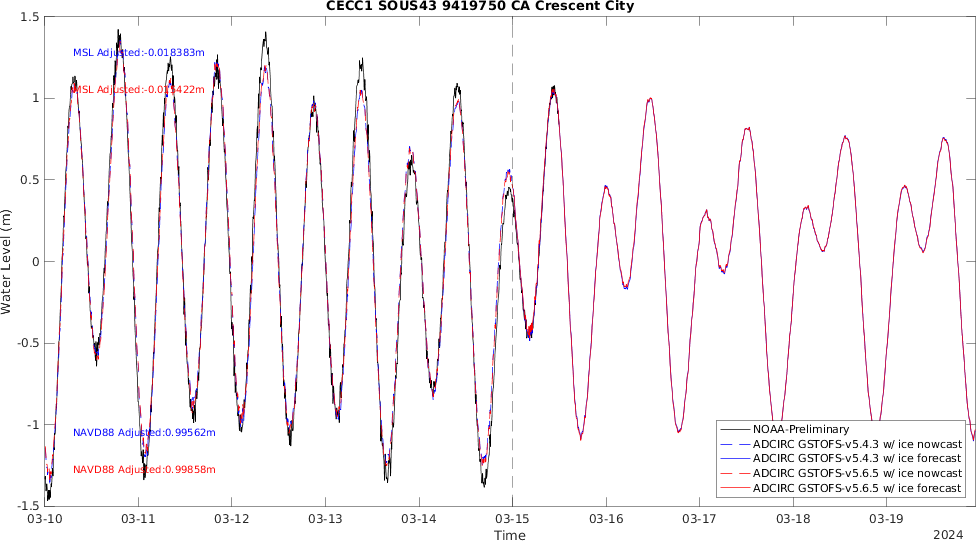 CECC1 SOUS43 9419750 CA Crescent City
1.5
MSL Adjusted:-0.018383m
MSL Adjusted:-0.015422m
1
0.5
0
-0.5
-1
-1.5
Water Level (m)
NAVD88 Adjusted:0.99562m
NAVD88 Adjusted:0.99858m
NOAA-Preliminary
ADCIRC GSTOFS-v5.4.3 w/ ice nowcast
ADCIRC GSTOFS-v5.4.3 w/ ice forecast
ADCIRC GSTOFS-v5.6.5 w/ ice nowcast
ADCIRC GSTOFS-v5.6.5 w/ ice forecast
03-10 03-11 03-12 03-13 03-14 03-15 03-16 03-17 03-18 03-19
Time
2024